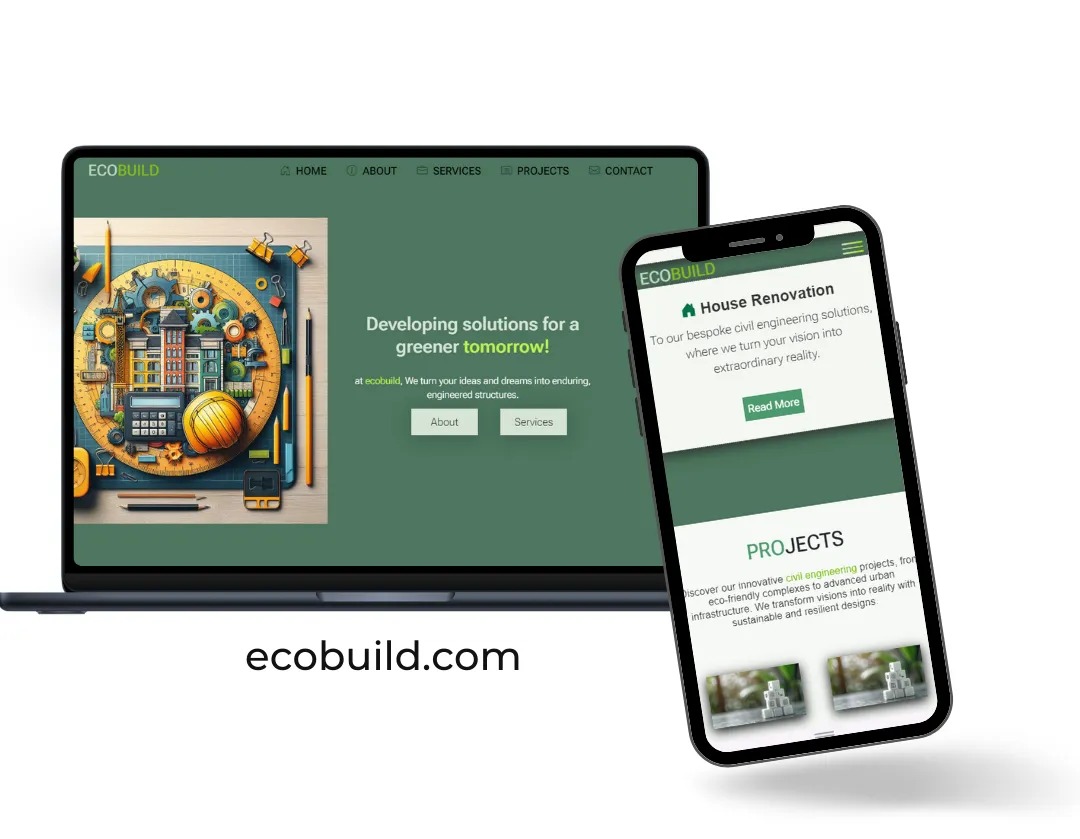 ECOBUILD
HOME
ABOUT
SERVICES
PROJECTS
CONTACT
Developing solutions for a
greener tomorrow!
at ecobuild, We turn your ideas and dreams into enduring,
engineered structures.
About
Services
ECOBUILD
House Renovation
To our bespoke civil engineering solutions,
where we turn your vision into
extraordinary reality.
Read More
PROJECTS
Discover our innovative civil engineering projects, from
eco-friendly complexes to advanced urban
infrastructure. We transform visions into reality with
sustainable and resilient designs
ecobuild.com